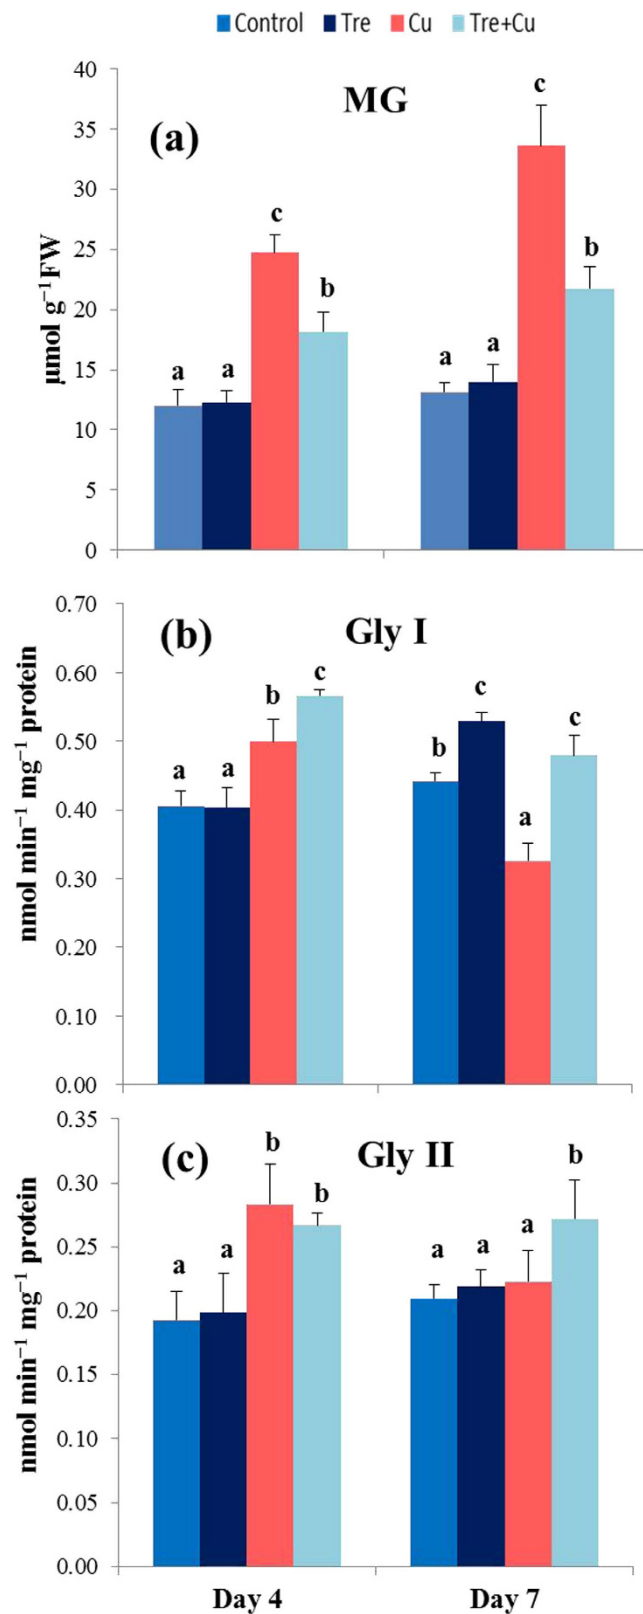 Control Tre Cu Tre+Cu
(a) MG
μmol g⁻¹FW
40
35
30
25
20
15
10
5
0
a a c b
a a c b
(b) Gly I
nmol min⁻¹ mg⁻¹ protein
0.70
0.60
0.50
0.40
0.30
0.20
0.10
0.00
a a b c
b c a c
(c) Gly II
nmol min⁻¹ mg⁻¹ protein
0.35
0.30
0.25
0.20
0.15
0.10
0.05
0.00
a a b b
a a a b
Day 4 Day 7